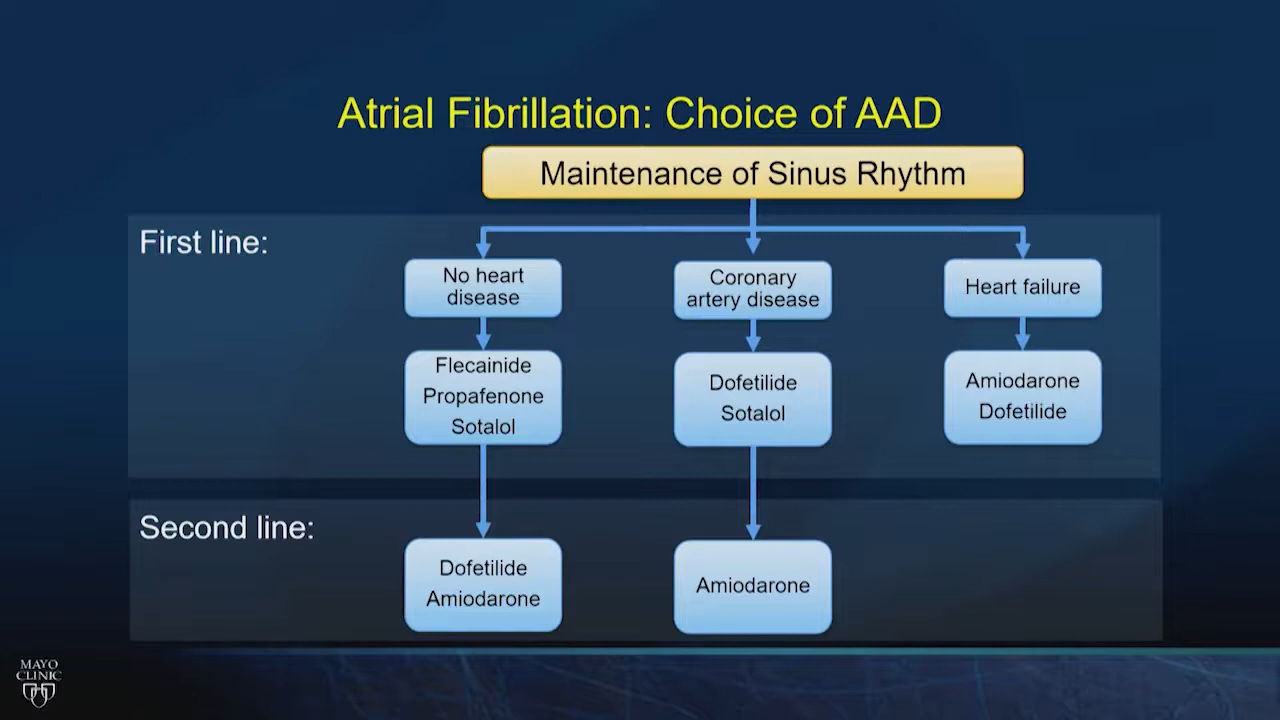 Atrial Fibrillation: Choice of AAD
Maintenance of Sinus Rhythm
First line:
No heart
disease
Coronary
artery disease
Heart failure
Flecainide
Propafenone
Sotalol
Dofetilide
Sotalol
Amiodarone
Dofetilide
Second line:
Dofetilide
Amiodarone
Amiodarone
MAYO
CLINIC